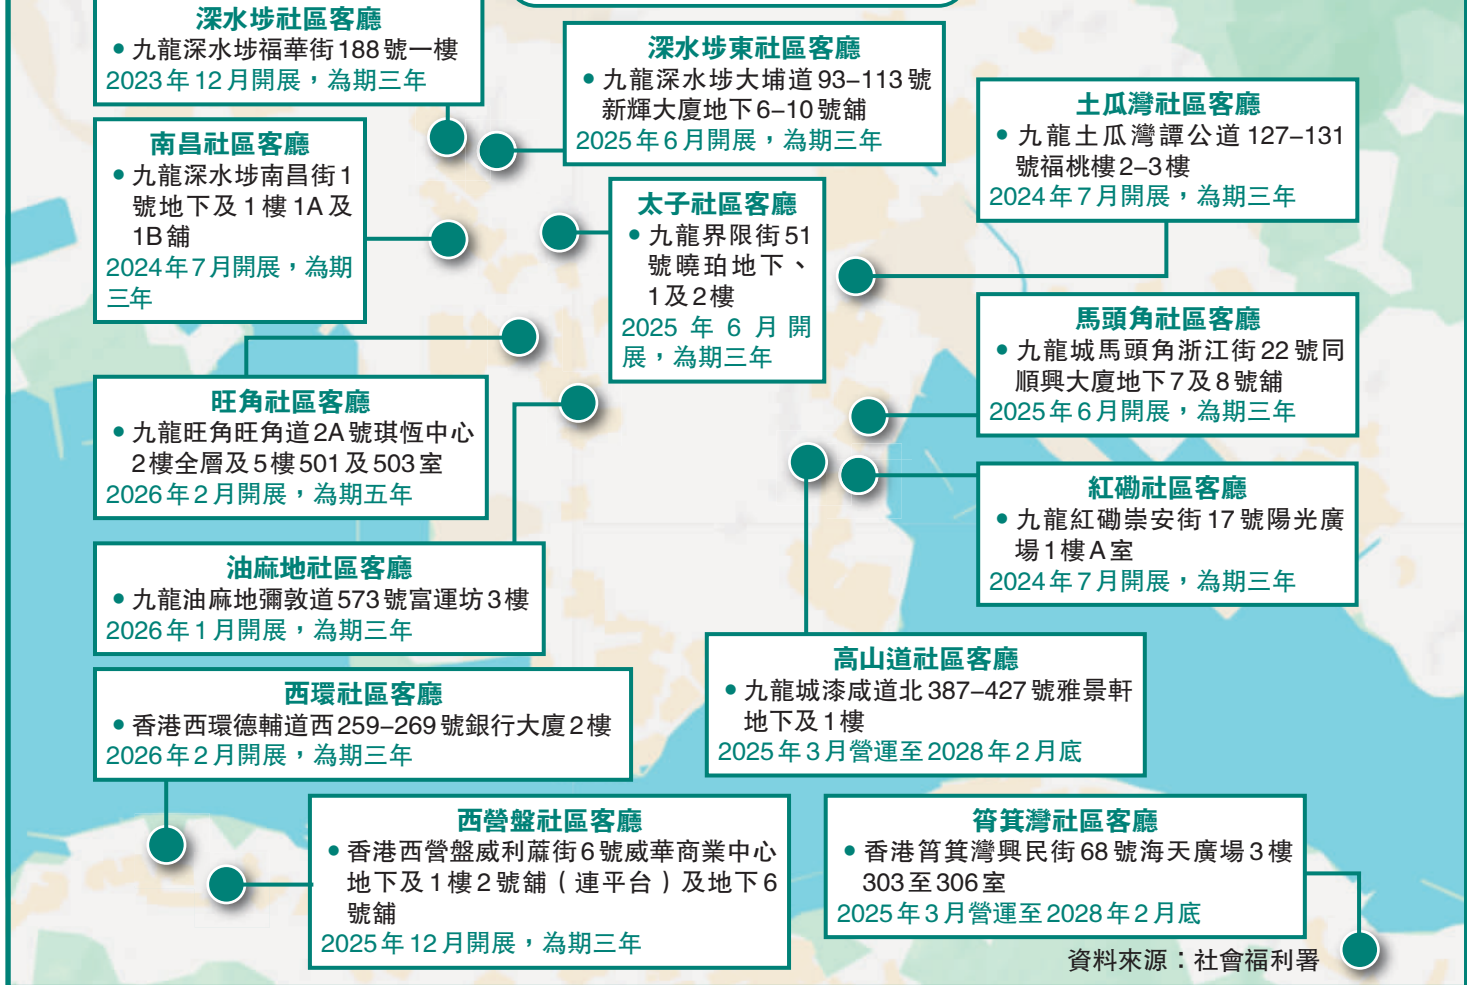 深水埗社區客廳
•九龍深水埗福華街188號一樓
2023年12月開展，為期三年
深水埗東社區客廳
•九龍深水埗大埔道93–113號
新輝大廈地下6–10號舖
2025年6月開展，為期三年
土瓜灣社區客廳
•九龍土瓜灣譚公道127–131
號福桃樓2–3樓
2024年7月開展，為期三年
南昌社區客廳
•九龍深水埗南昌街1
號地下及1樓1A及
1B舖
2024年7月開展，為期
三年
太子社區客廳
•九龍界限街51
號曉珀地下、
1及2樓
2025年6月開
展，為期三年
馬頭角社區客廳
•九龍城馬頭角浙江街22號同
順興大廈地下7及8號舖
2025年6月開展，為期三年
旺角社區客廳
•九龍旺角旺角道2A號琪恆中心
2樓全層及5樓501及503室
2026年2月開展，為期五年
紅磡社區客廳
•九龍紅磡崇安街17號陽光廣
場1樓A室
2024年7月開展，為期三年
油麻地社區客廳
•九龍油麻地彌敦道573號富運坊3樓
2026年1月開展，為期三年
高山道社區客廳
•九龍城漆咸道北387–427號雅景軒
地下及1樓
2025年3月營運至2028年2月底
西環社區客廳
•香港西環德輔道西259–269號銀行大廈2樓
2026年2月開展，為期三年
西營盤社區客廳
•香港西營盤威利蔴街6號威華商業中心
地下及1樓2號舖（連平台）及地下6
號舖
2025年12月開展，為期三年
筲箕灣社區客廳
•香港筲箕灣興民街68號海天廣場3樓
303至306室
2025年3月營運至2028年2月底
資料來源：社會福利署